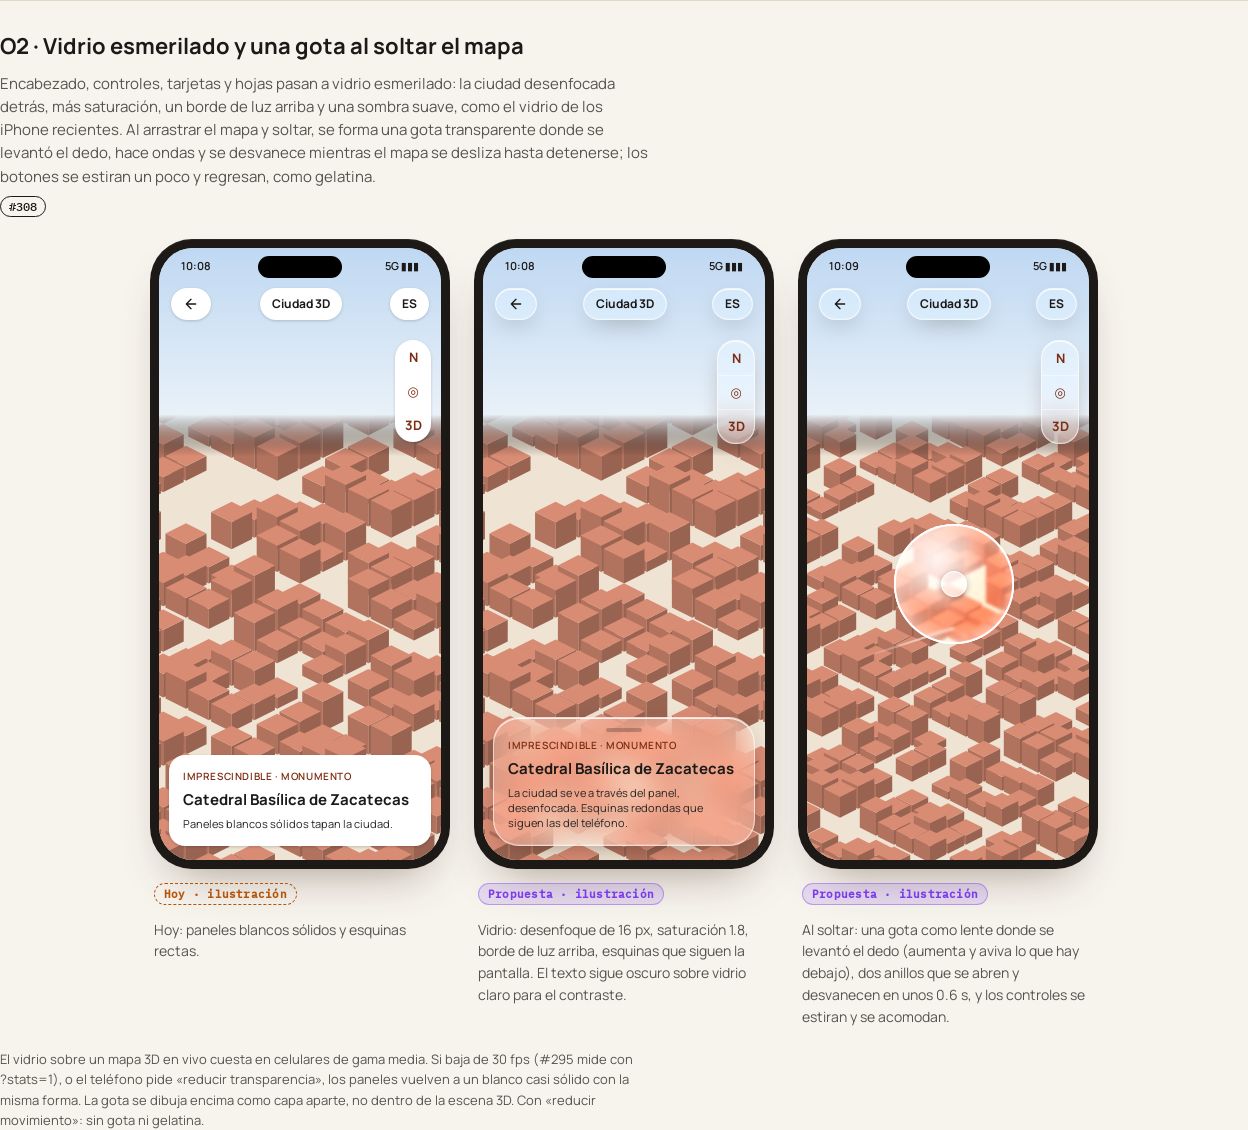 O2 · Vidrio esmerilado y una gota al soltar el mapa
Encabezado, controles, tarjetas y hojas pasan a vidrio esmerilado: la ciudad desenfocada
detrás, más saturación, un borde de luz arriba y una sombra suave, como el vidrio de los
iPhone recientes. Al arrastrar el mapa y soltar, se forma una gota transparente donde se
levantó el dedo, hace ondas y se desvanece mientras el mapa se desliza hasta detenerse; los
botones se estiran un poco y regresan, como gelatina.
#308
10:08
5G
Ciudad 3D
ES
N
3D
IMPRESCINDIBLE · MONUMENTO
Catedral Basílica de Zacatecas
Paneles blancos sólidos tapan la ciudad.
Hoy · ilustración
Hoy: paneles blancos sólidos y esquinas
rectas.
10:08
5G
Ciudad 3D
ES
N
3D
IMPRESCINDIBLE · MONUMENTO
Catedral Basílica de Zacatecas
La ciudad se ve a través del panel,
desenfocada. Esquinas redondas que
siguen las del teléfono.
Propuesta · ilustración
Vidrio: desenfoque de 16 px, saturación 1.8,
borde de luz arriba, esquinas que siguen la
pantalla. El texto sigue oscuro sobre vidrio
claro para el contraste.
10:09
5G
Ciudad 3D
ES
N
3D
Propuesta · ilustración
Al soltar: una gota como lente donde se
levantó el dedo (aumenta y aviva lo que hay
debajo), dos anillos que se abren y
desvanecen en unos 0.6 s, y los controles se
estiran y se acomodan.
El vidrio sobre un mapa 3D en vivo cuesta en celulares de gama media. Si baja de 30 fps (#295 mide con
?stats=1), o el teléfono pide «reducir transparencia», los paneles vuelven a un blanco casi sólido con la
misma forma. La gota se dibuja encima como capa aparte, no dentro de la escena 3D. Con «reducir
movimiento»: sin gota ni gelatina.